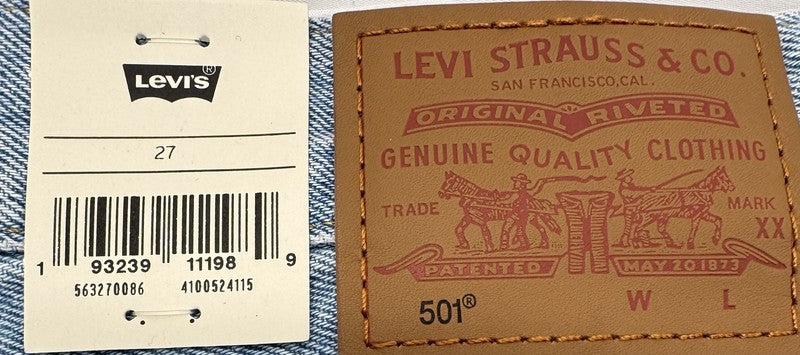 LEVI'S®
27
1 93239 11198 9
563270086 4100524115
LEVI STRAUSS & CO.
SAN FRANCISCO, CAL.
ORIGINAL RIVETED
GENUINE QUALITY CLOTHING
TRADE MARK
XX
PATENTED MAY 20 1873
501® W L